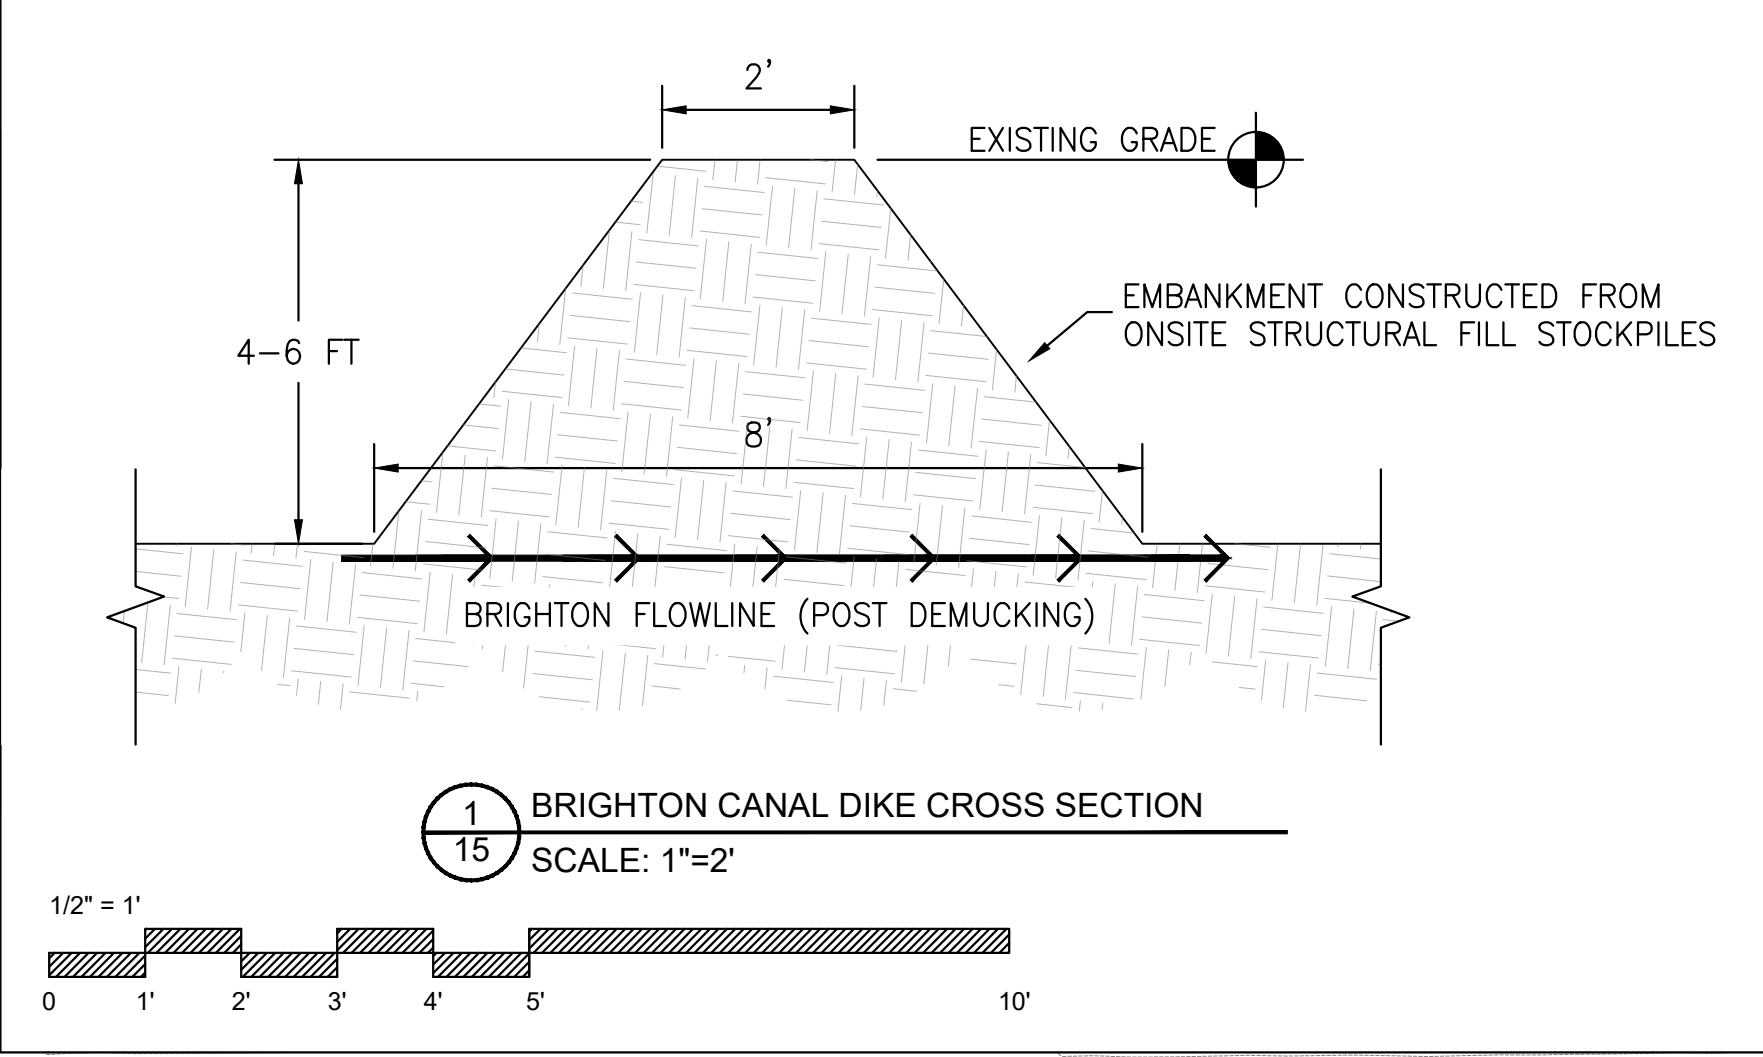 2'
EXISTING GRADE
EMBANKMENT CONSTRUCTED FROM
ONSITE STRUCTURAL FILL STOCKPILES
4-6 FT
8'
BRIGHTON FLOWLINE (POST DEMUCKING)
1
15
BRIGHTON CANAL DIKE CROSS SECTION
SCALE: 1"=2'
1/2" = 1'
0 1' 2' 3' 4' 5' 10'